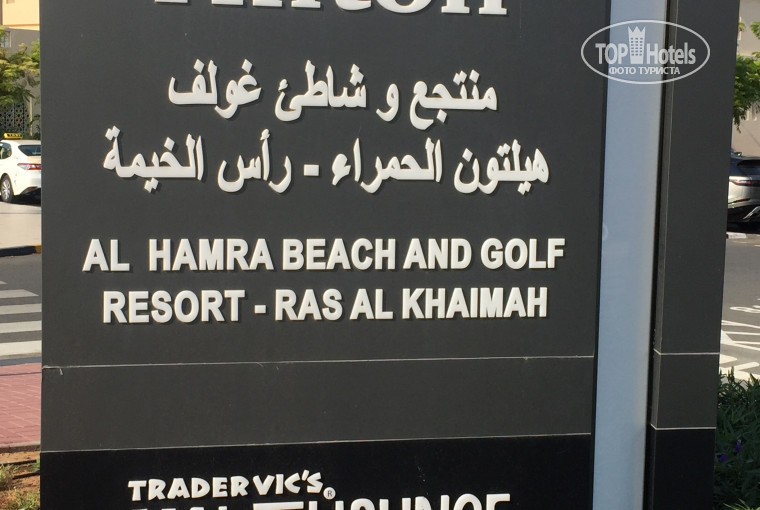 Hilton
TOP Hotels
ФОТО ТУРИСТА
منتجع و شاطئ غولف
هيلتون الحمراء - رأس الخيمة
AL HAMRA BEACH AND GOLF
RESORT - RAS AL KHAIMAH
TRADER VIC'S®